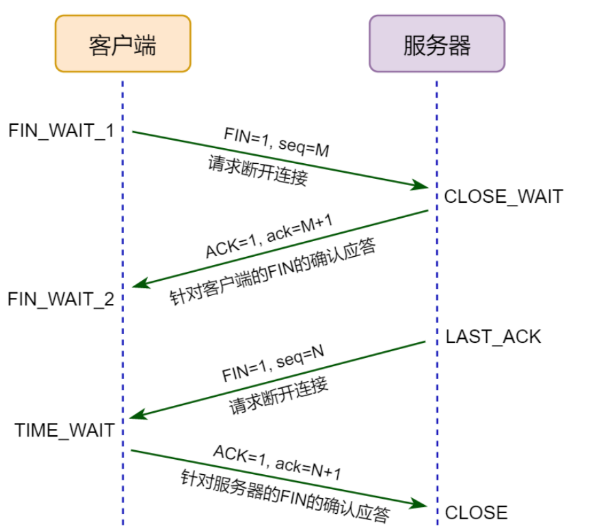 客户端
服务器
FIN_WAIT_1
FIN=1, seq=M
请求断开连接
CLOSE_WAIT
ACK=1, ack=M+1
针对客户端的FIN的确认应答
FIN_WAIT_2
LAST_ACK
FIN=1, seq=N
请求断开连接
TIME_WAIT
ACK=1, ack=N+1
针对服务器的FIN的确认应答
CLOSE